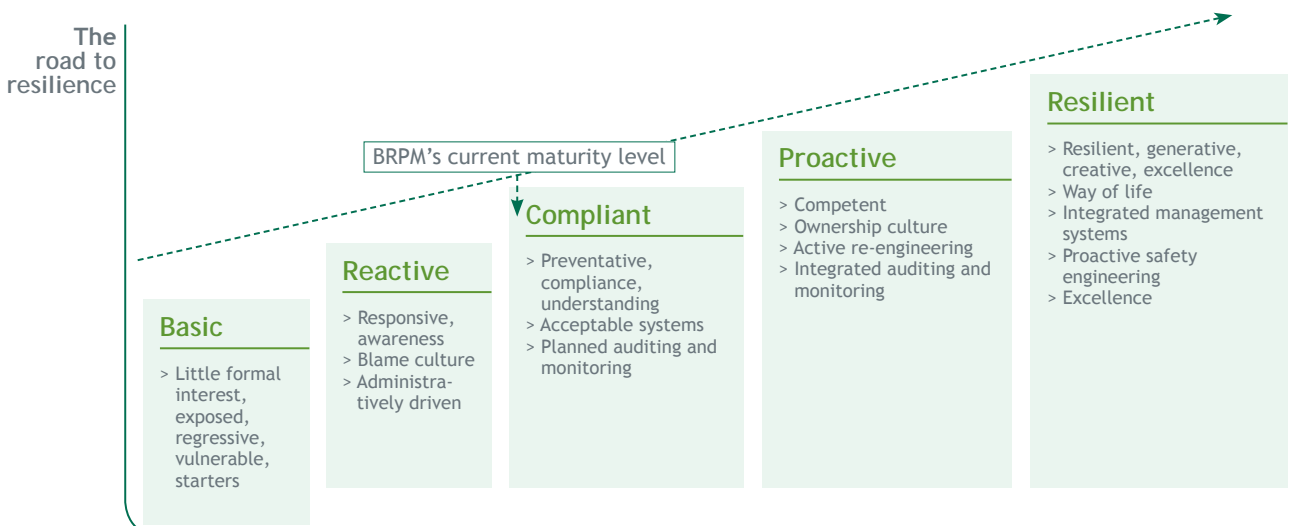 The
road to
resilience
BRPM's current maturity level
Basic
> Little formal
interest,
exposed,
regressive,
vulnerable,
starters
Reactive
> Responsive,
awareness
> Blame culture
> Administra-
tively driven
Compliant
> Preventative,
compliance,
understanding
> Acceptable systems
> Planned auditing and
monitoring
Proactive
> Competent
> Ownership culture
> Active re-engineering
> Integrated auditing and
monitoring
Resilient
> Resilient, generative,
creative, excellence
> Way of life
> Integrated management
systems
> Proactive safety
engineering
> Excellence